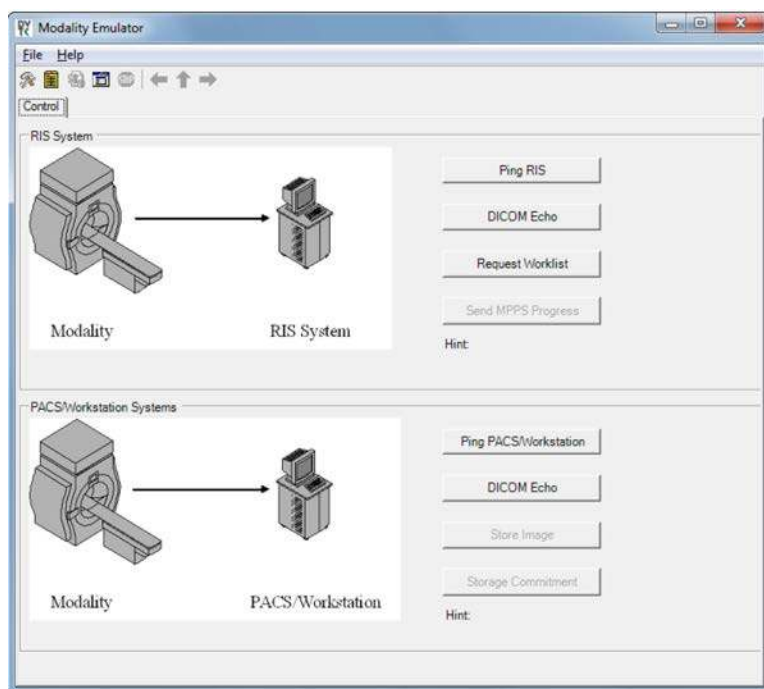 Modality Emulator
File Help
Control
RIS System
Ping RIS
DICOM Echo
Request Worklist
Send MPPS Progress
Modality
RIS System
Hint:
PACS/Workstation Systems
Ping PACS/Workstation
DICOM Echo
Store Image
Storage Commitment
Modality
PACS/Workstation
Hint: